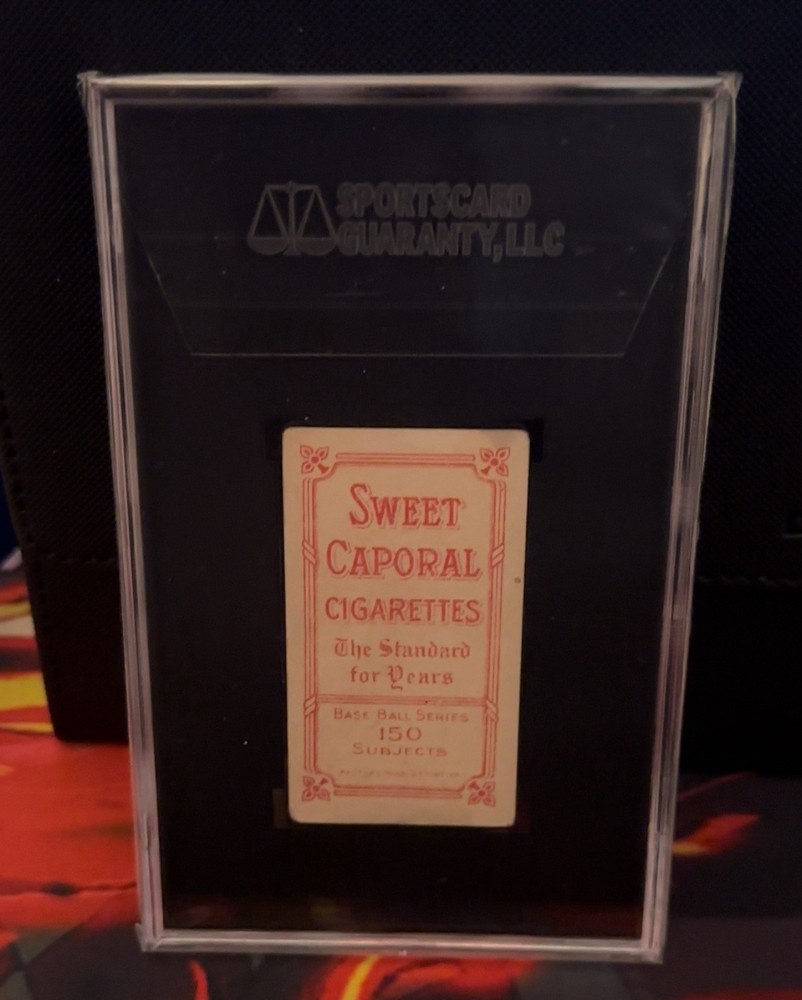 SPORTSCARD
GUARANTY, LLC
SWEET
CAPORAL
CIGARETTES
The Standard
for Years
BASE BALL SERIES
150
SUBJECTS